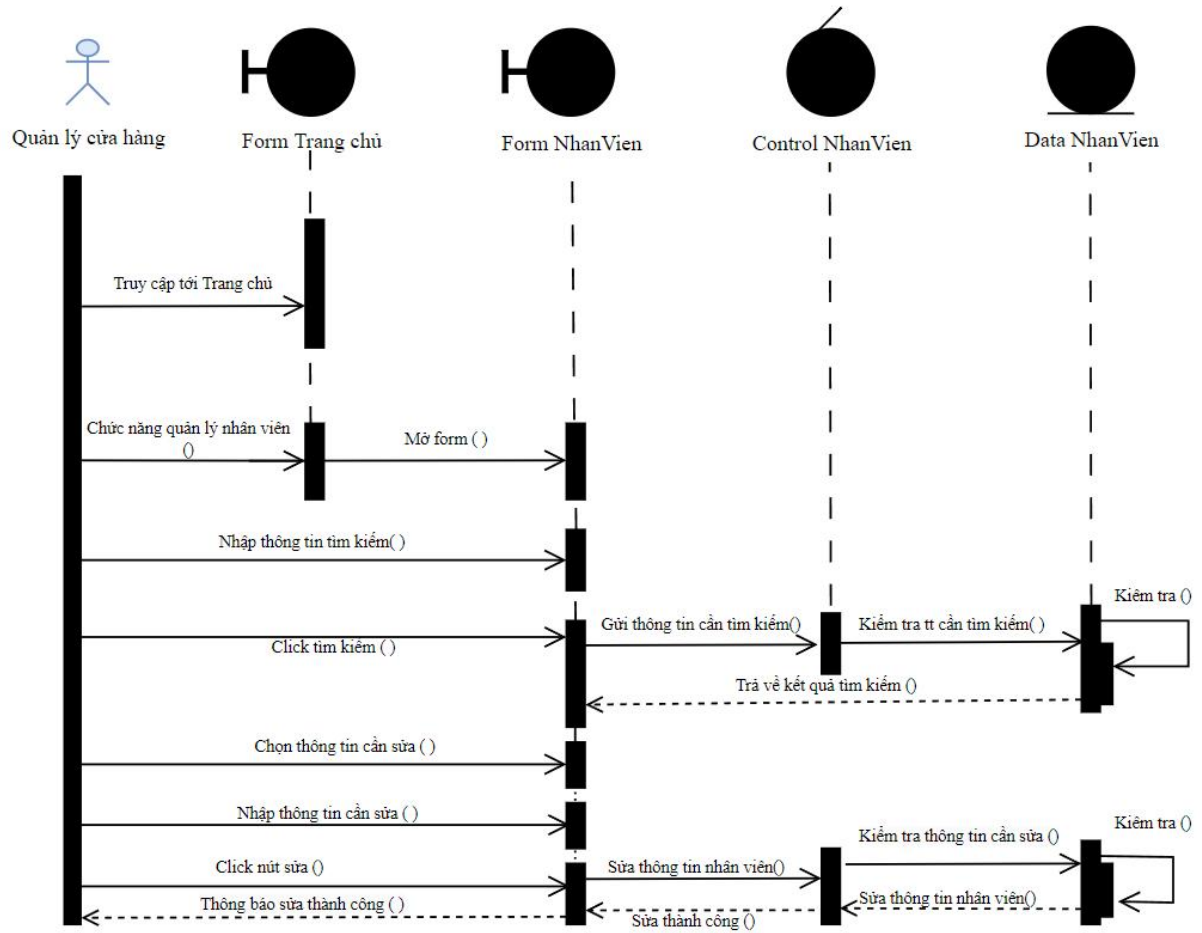 Quản lý cửa hàng
Form Trang chủ
Form NhanVien
Control NhanVien
Data NhanVien
Truy cập tới Trang chủ
Chức năng quản lý nhân viên
()
Mở form ( )
Nhập thông tin tìm kiếm( )
Click tìm kiếm ( )
Gửi thông tin cần tìm kiếm()
Kiểm tra tt cần tìm kiếm( )
Kiểm tra ()
Trả về kết quả tìm kiếm ()
Chọn thông tin cần sửa ( )
Nhập thông tin cần sửa ( )
Kiểm tra thông tin cần sửa ()
Kiểm tra ()
Click nút sửa ()
Sửa thông tin nhân viên()
Sửa thông tin nhân viên()
Thông báo sửa thành công ( )
Sửa thành công ()